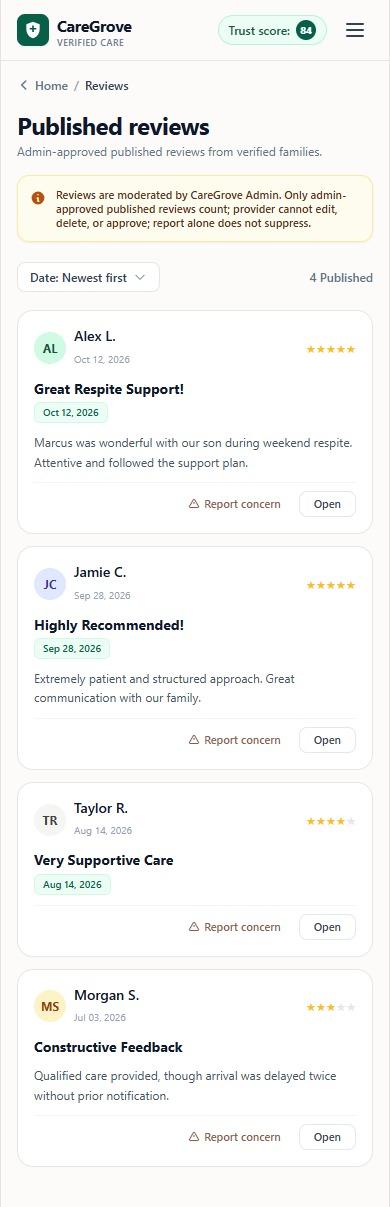 CareGrove
VERIFIED CARE
Trust score: 84
Home / Reviews
Published reviews
Admin-approved published reviews from verified families.
Reviews are moderated by CareGrove Admin. Only admin-
approved published reviews count; provider cannot edit,
delete, or approve; report alone does not suppress.
Date: Newest first
4 Published
AL
Alex L.
Oct 12, 2026
Great Respite Support!
Oct 12, 2026
Marcus was wonderful with our son during weekend respite.
Attentive and followed the support plan.
Report concern
Open
JC
Jamie C.
Sep 28, 2026
Highly Recommended!
Sep 28, 2026
Extremely patient and structured approach. Great
communication with our family.
Report concern
Open
TR
Taylor R.
Aug 14, 2026
Very Supportive Care
Aug 14, 2026
Report concern
Open
MS
Morgan S.
Jul 03, 2026
Constructive Feedback
Qualified care provided, though arrival was delayed twice
without prior notification.
Report concern
Open